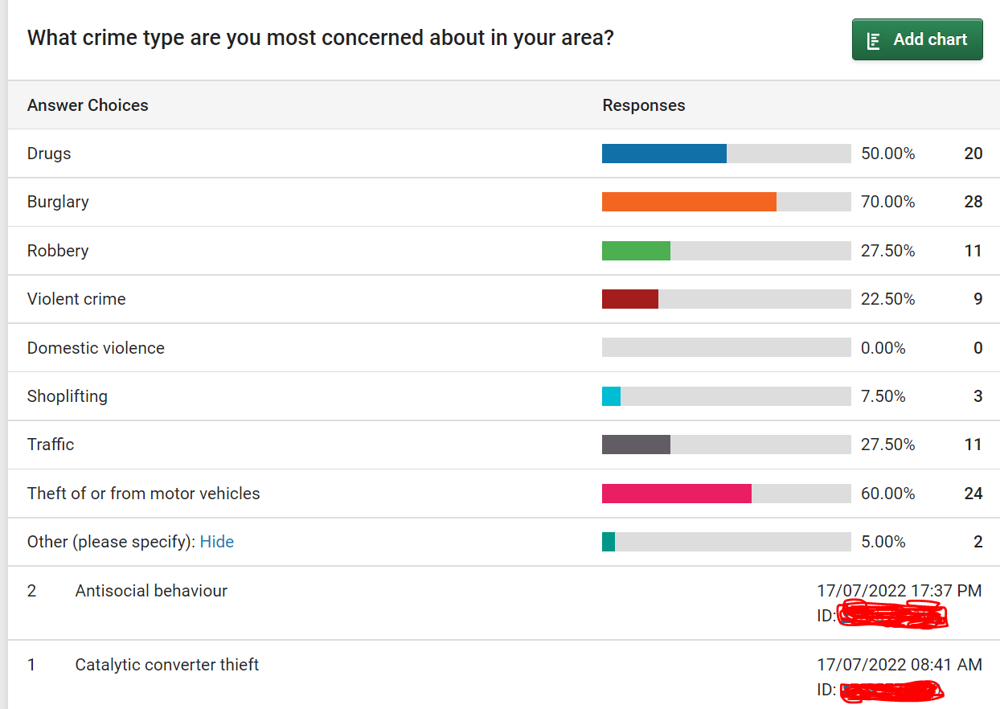 What crime type are you most concerned about in your area?
Add chart
Answer Choices Responses
Drugs 50.00% 20
Burglary 70.00% 28
Robbery 27.50% 11
Violent crime 22.50% 9
Domestic violence 0.00% 0
Shoplifting 7.50% 3
Traffic 27.50% 11
Theft of or from motor vehicles 60.00% 24
Other (please specify): Hide 5.00% 2
2 Antisocial behaviour 17/07/2022 17:37 PM
ID:
1 Catalytic converter thieft 17/07/2022 08:41 AM
ID: